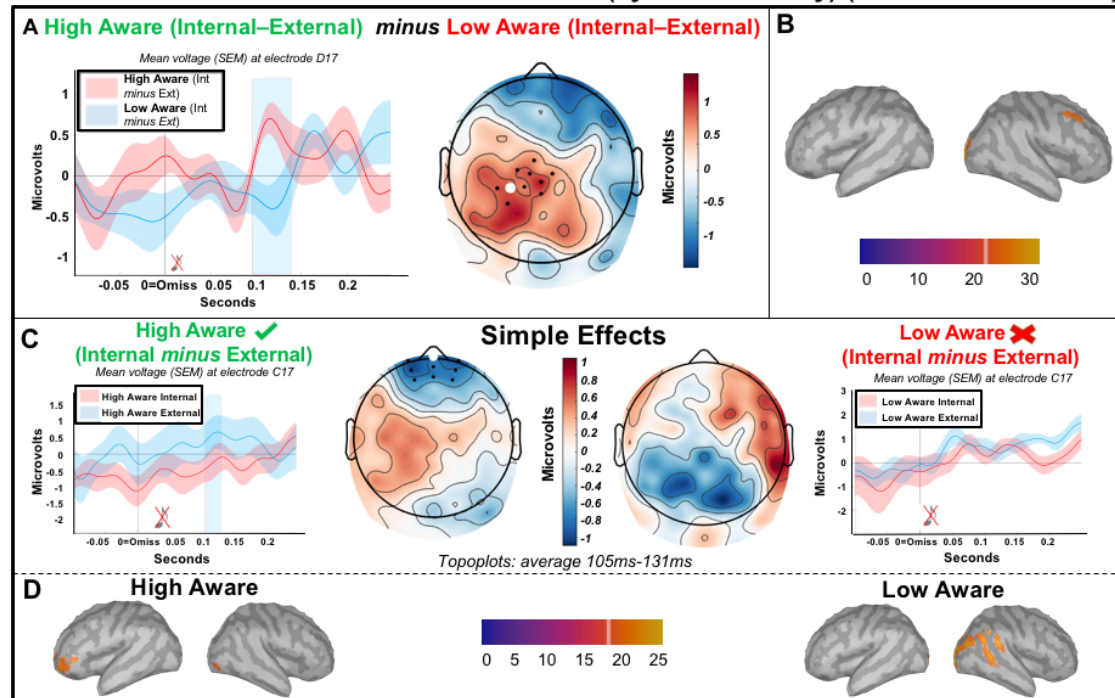 A High Aware (Internal–External) minus Low Aware (Internal–External)
Mean voltage (SEM) at electrode D17
High Aware (Int
minus Ext)
Low Aware (Int
minus Ext)
1
0.5
0
-0.5
-1
Microvolts
-0.05 0=Omiss 0.05 0.1 0.15 0.2
Seconds
1
0.5
0
-0.5
-1
Microvolts
B
0 10 20 30
C
High Aware
(Internal minus External)
Mean voltage (SEM) at electrode C17
High Aware Internal
High Aware External
1.5
1
0.5
0
-0.5
-1
-1.5
-2
Microvolts
-0.05 0=Omiss 0.05 0.1 0.15 0.2
Seconds
Simple Effects
1
0.8
0.6
0.4
0.2
0
-0.2
-0.4
-0.6
-0.8
-1
Microvolts
Topoplots: average 105ms-131ms
Low Aware
(Internal minus External)
Mean voltage (SEM) at electrode C17
Low Aware Internal
Low Aware External
3
2
1
0
-2
Microvolts
-0.05 0=Omiss 0.05 0.1 0.2
Seconds
D
High Aware
0 5 10 15 20 25
Low Aware